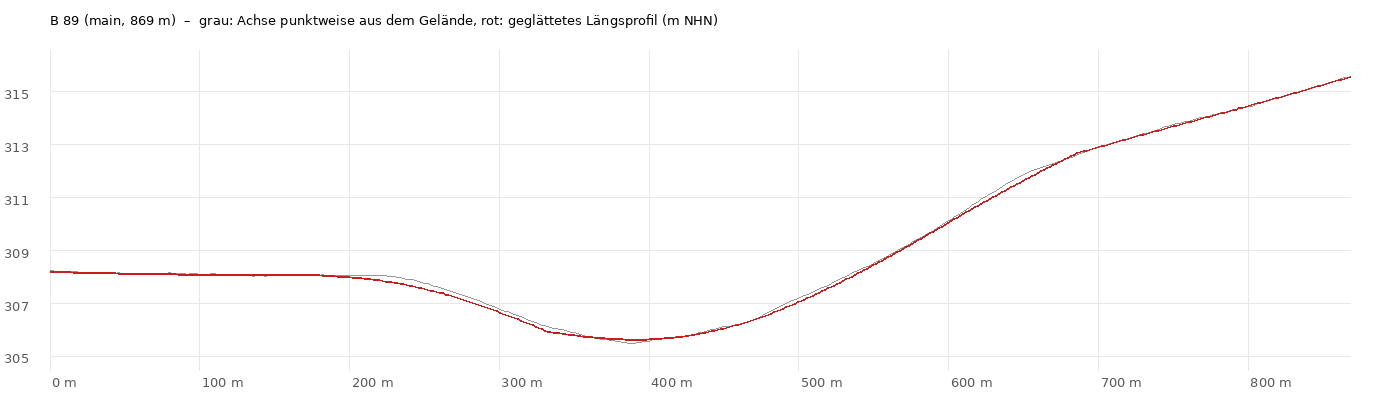 B 89 (main, 869 m)  –  grau: Achse punktweise aus dem Gelände, rot: geglättetes Längsprofil (m NHN)
315
313
311
309
307
305
0 m
100 m
200 m
300 m
400 m
500 m
600 m
700 m
800 m